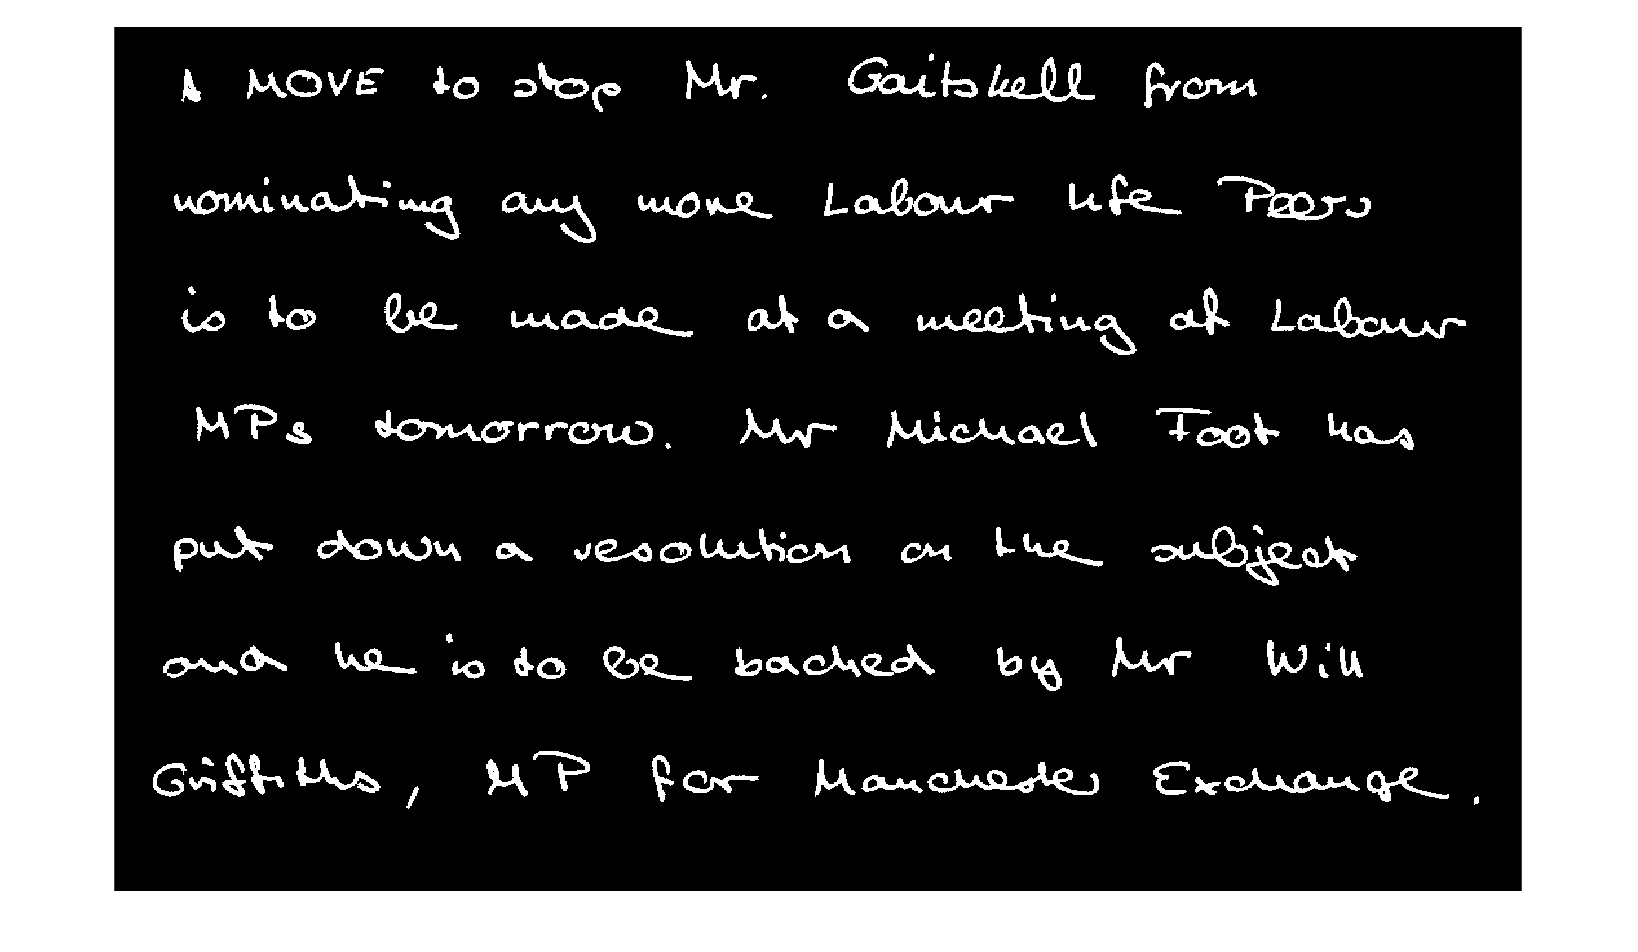 A MOVE to stop Mr. Gaitskell from
nominating any more Labour life Peers
is to be made at a meeting of Labour
MPs tomorrow. Mr Michael Foot has
put down a resolution on the subject
and he is to be backed by Mr Will
Griffiths, MP for Manchester Exchange.